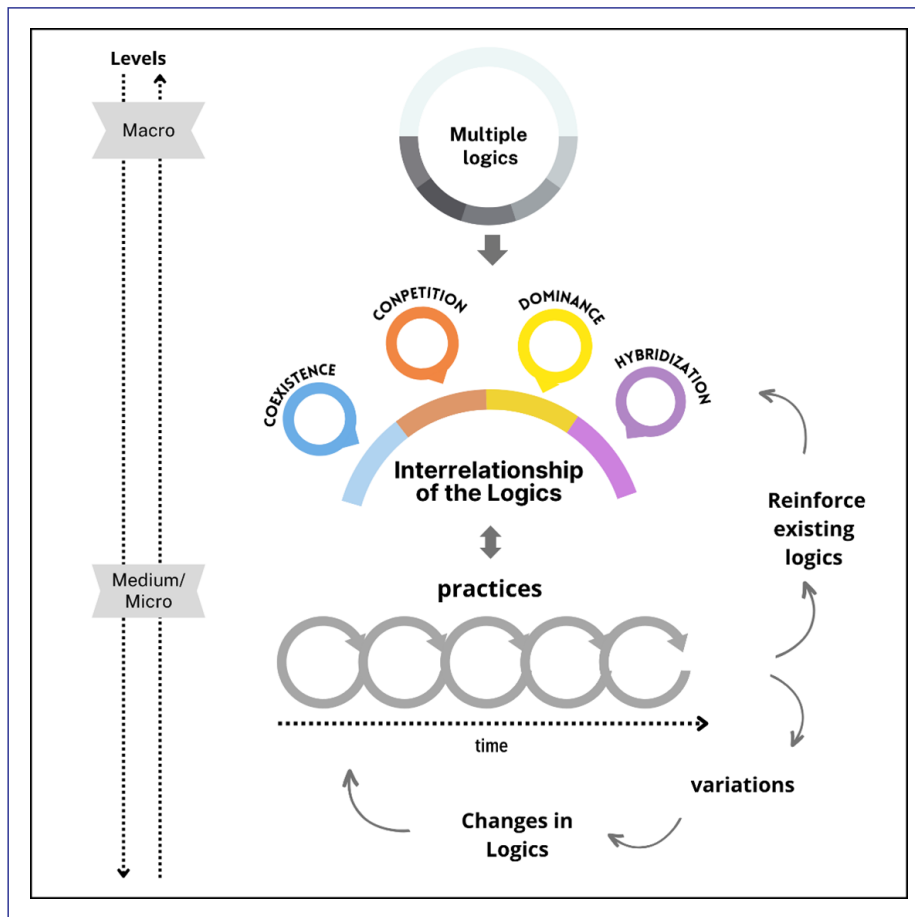 Levels
Macro
Multiple
logics
COEXISTENCE
CONPETITION
DOMINANCE
HYBRIDIZATION
Interrelationship
of the Logics
Reinforce
existing
logics
Medium/
Micro
practices
time
variations
Changes in
Logics